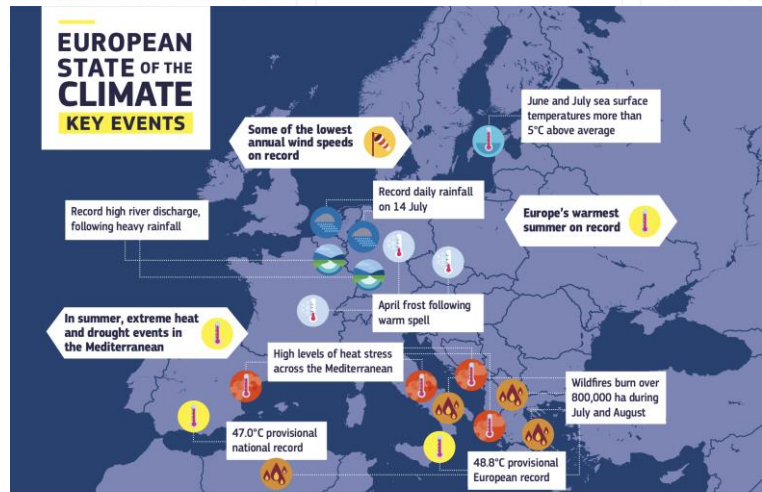 EUROPEAN
STATE OF THE
CLIMATE
KEY EVENTS
Some of the lowest
annual wind speeds
on record
June and July sea surface
temperatures more than
5°C above average
Record high river discharge,
following heavy rainfall
Record daily rainfall
on 14 July
Europe's warmest
summer on record
In summer, extreme heat
and drought events in
the Mediterranean
April frost following
warm spell
High levels of heat stress
across the Mediterranean
Wildfires burn over
800,000 ha during
July and August
47.0°C provisional
national record
48.8°C provisional
European record